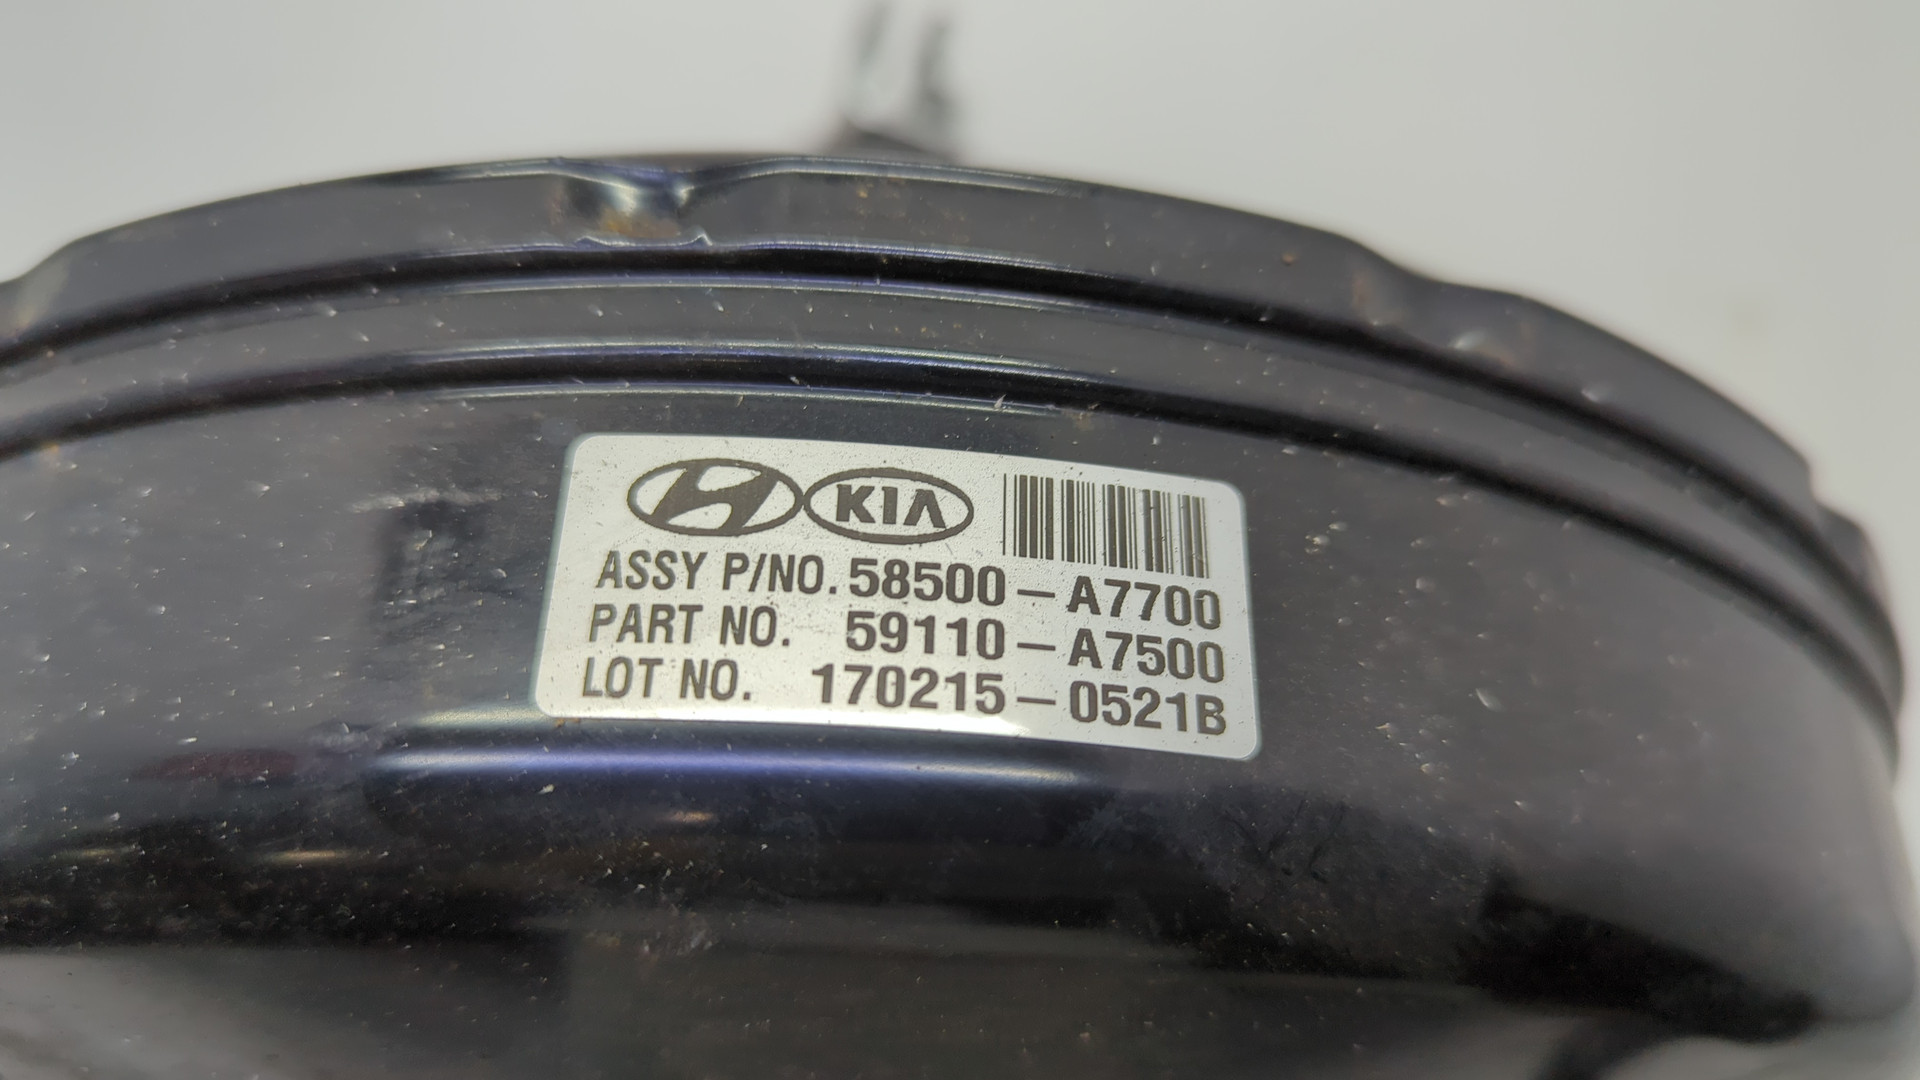 KIA
ASSY P/NO. 58500-A7700
PART NO. 59110-A7500
LOT NO. 170215-0521B